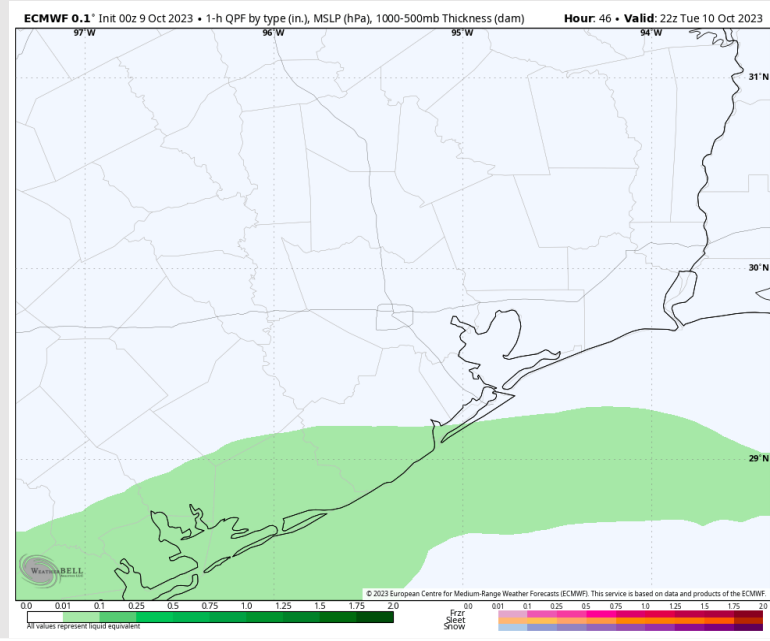 ECMWF 0.1° Init 00z 9 Oct 2023 • 1-h QPF by type (in.), MSLP (hPa), 1000-500mb Thickness (dam) Hour: 46 • Valid: 22z Tue 10 Oct 2023
97°W 96°W 95°W 94°W
31°N
30°N
29°N
WEATHERBELL
© 2023 European Centre for Medium-Range Weather Forecasts (ECMWF). This service is based on data and products of the ECMWF.
0.0 0.01 0.1 0.25 0.5 0.75 1.0 1.25 1.5 1.75 2.0 0.0 0.01 0.1 0.25 0.5 0.75 1.0 1.25 1.5 1.75 2.0
All values represent liquid equivalent
Frzr
Sleet
Snow